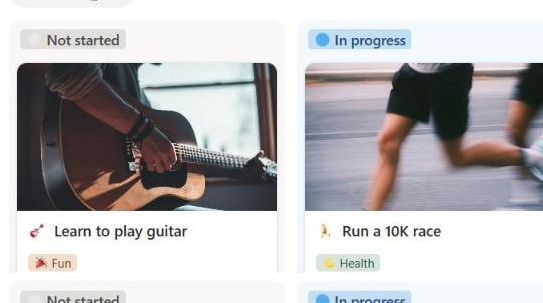 Not started
In progress
Learn to play guitar
Run a 10K race
Fun
Health
Not started
In progress